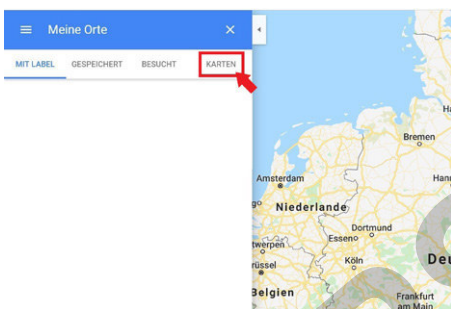 Meine Orte
MIT LABEL GESPEICHERT BESUCHT KARTEN
Bremen
Amsterdam
Niederlande
Dortmund
Essen
Köln
Belgien
Frankfurt
am Main